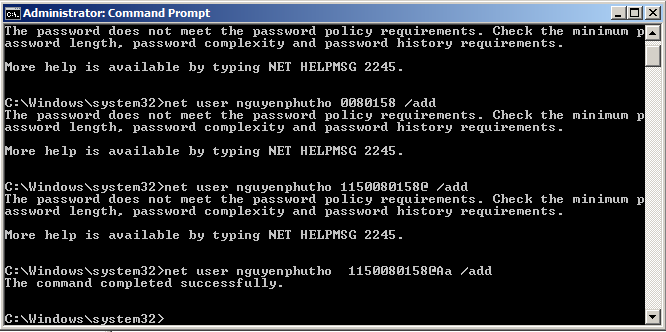 Administrator: Command Prompt
The password does not meet the password policy requirements. Check the minimum p
assword length, password complexity and password history requirements.
More help is available by typing NET HELPMSG 2245.
C:\Windows\system32>net user nguyenphutho 0080158 /add
The password does not meet the password policy requirements. Check the minimum p
assword length, password complexity and password history requirements.
More help is available by typing NET HELPMSG 2245.
C:\Windows\system32>net user nguyenphutho 1150080158@ /add
The password does not meet the password policy requirements. Check the minimum p
assword length, password complexity and password history requirements.
More help is available by typing NET HELPMSG 2245.
C:\Windows\system32>net user nguyenphutho  1150080158@Aa /add
The command completed successfully.
C:\Windows\system32>